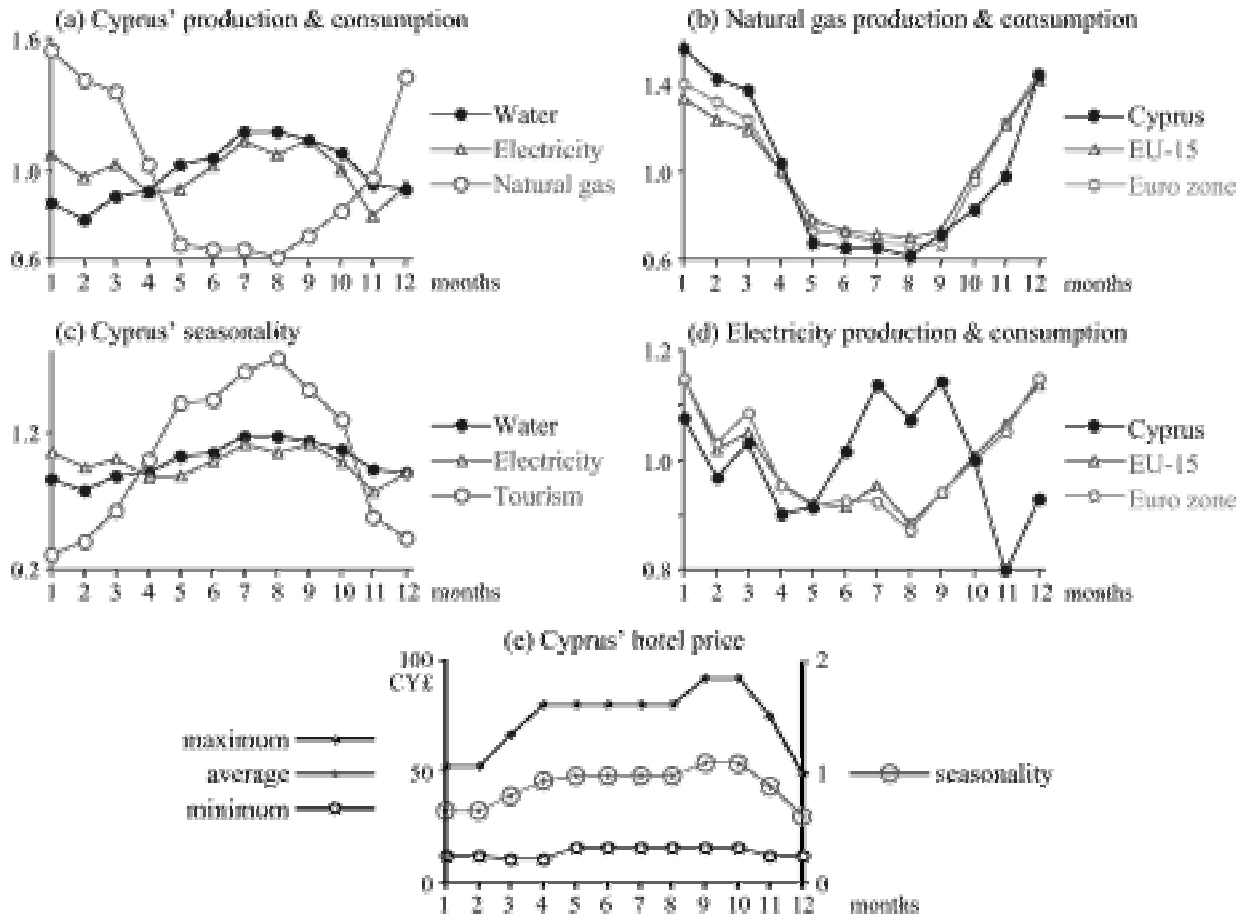 (a) Cyprus' production & consumption
1.6
1.0
0.6
1 2 3 4 5 6 7 8 9 10 11 12 months
Water
Electricity
Natural gas
(b) Natural gas production & consumption
1.4
1.0
0.6
1 2 3 4 5 6 7 8 9 10 11 12 months
Cyprus
EU-15
Euro zone
(c) Cyprus' seasonality
1.2
0.2
1 2 3 4 5 6 7 8 9 10 11 12 months
Water
Electricity
Tourism
(d) Electricity production & consumption
1.2
1.0
0.8
1 2 3 4 5 6 7 8 9 10 11 12 months
Cyprus
EU-15
Euro zone
(e) Cyprus' hotel price
100
CY£
50
0
2
1
0
1 2 3 4 5 6 7 8 9 10 11 12 months
maximum
average
minimum
seasonality